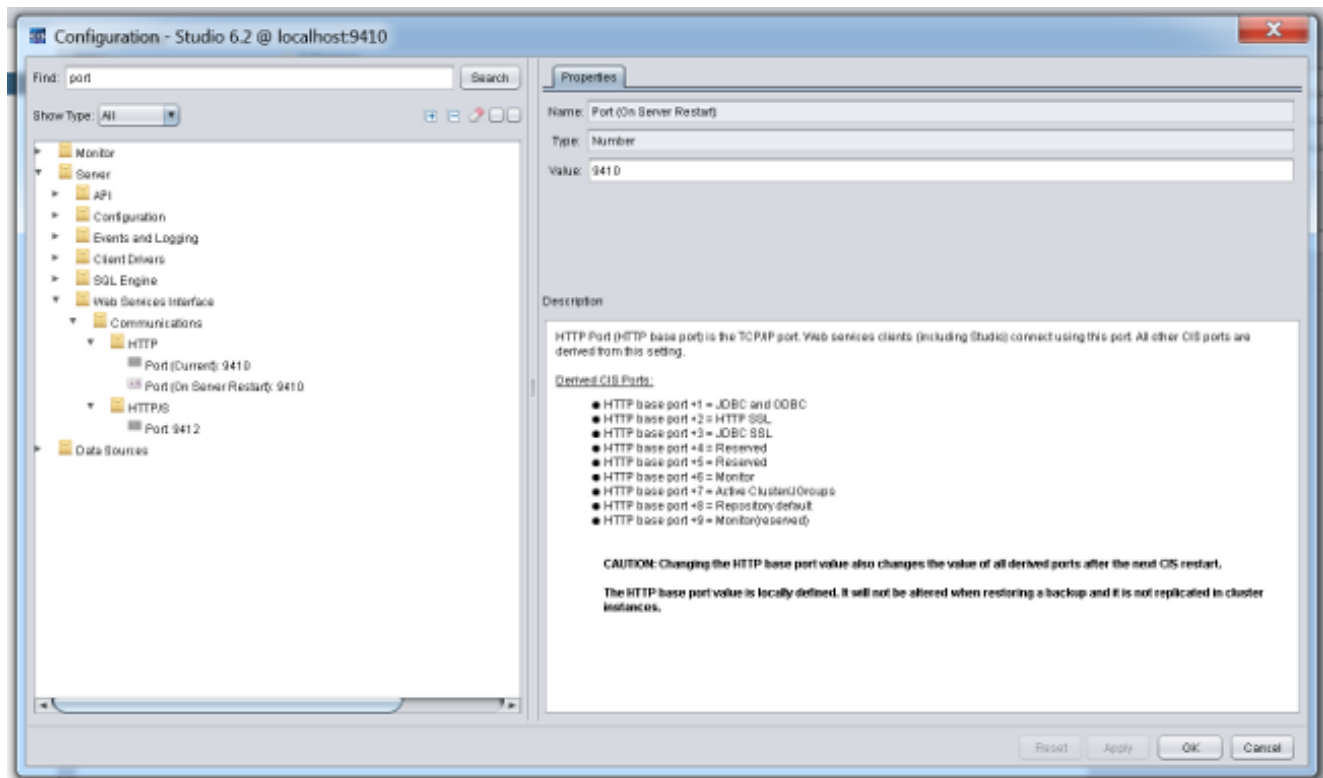 Configuration - Studio 6.2 @ localhost:9410
Find: port
Search
Show Type: All
Monitor
Server
API
Configuration
Events and Logging
Client Drivers
SQL Engine
Web Services Interface
Communications
HTTP
Port (Current): 9410
Port (On Server Restart): 9410
HTTP/S
Port: 9412
Data Sources
Properties
Name: Port (On Server Restart)
Type: Number
Value: 9410
Description
HTTP Port (HTTP base port) is the TCP/IP port. Web services clients (including Studio) connect using this port. All other CIS ports are
derived from this setting.
Derived CIS Ports:
● HTTP base port +1 = JDBC and ODBC
● HTTP base port +2 = HTTP SSL
● HTTP base port +3 = JDBC SSL
● HTTP base port +4 = Reserved
● HTTP base port +5 = Reserved
● HTTP base port +6 = Monitor
● HTTP base port +7 = Active Cluster/JGroups
● HTTP base port +8 = Repository default
● HTTP base port +9 = Monitor(reserved)
CAUTION: Changing the HTTP base port value also changes the value of all derived ports after the next CIS restart.
The HTTP base port value is locally defined. It will not be altered when restoring a backup and it is not replicated in cluster
instances.
Reset
Apply
OK
Cancel